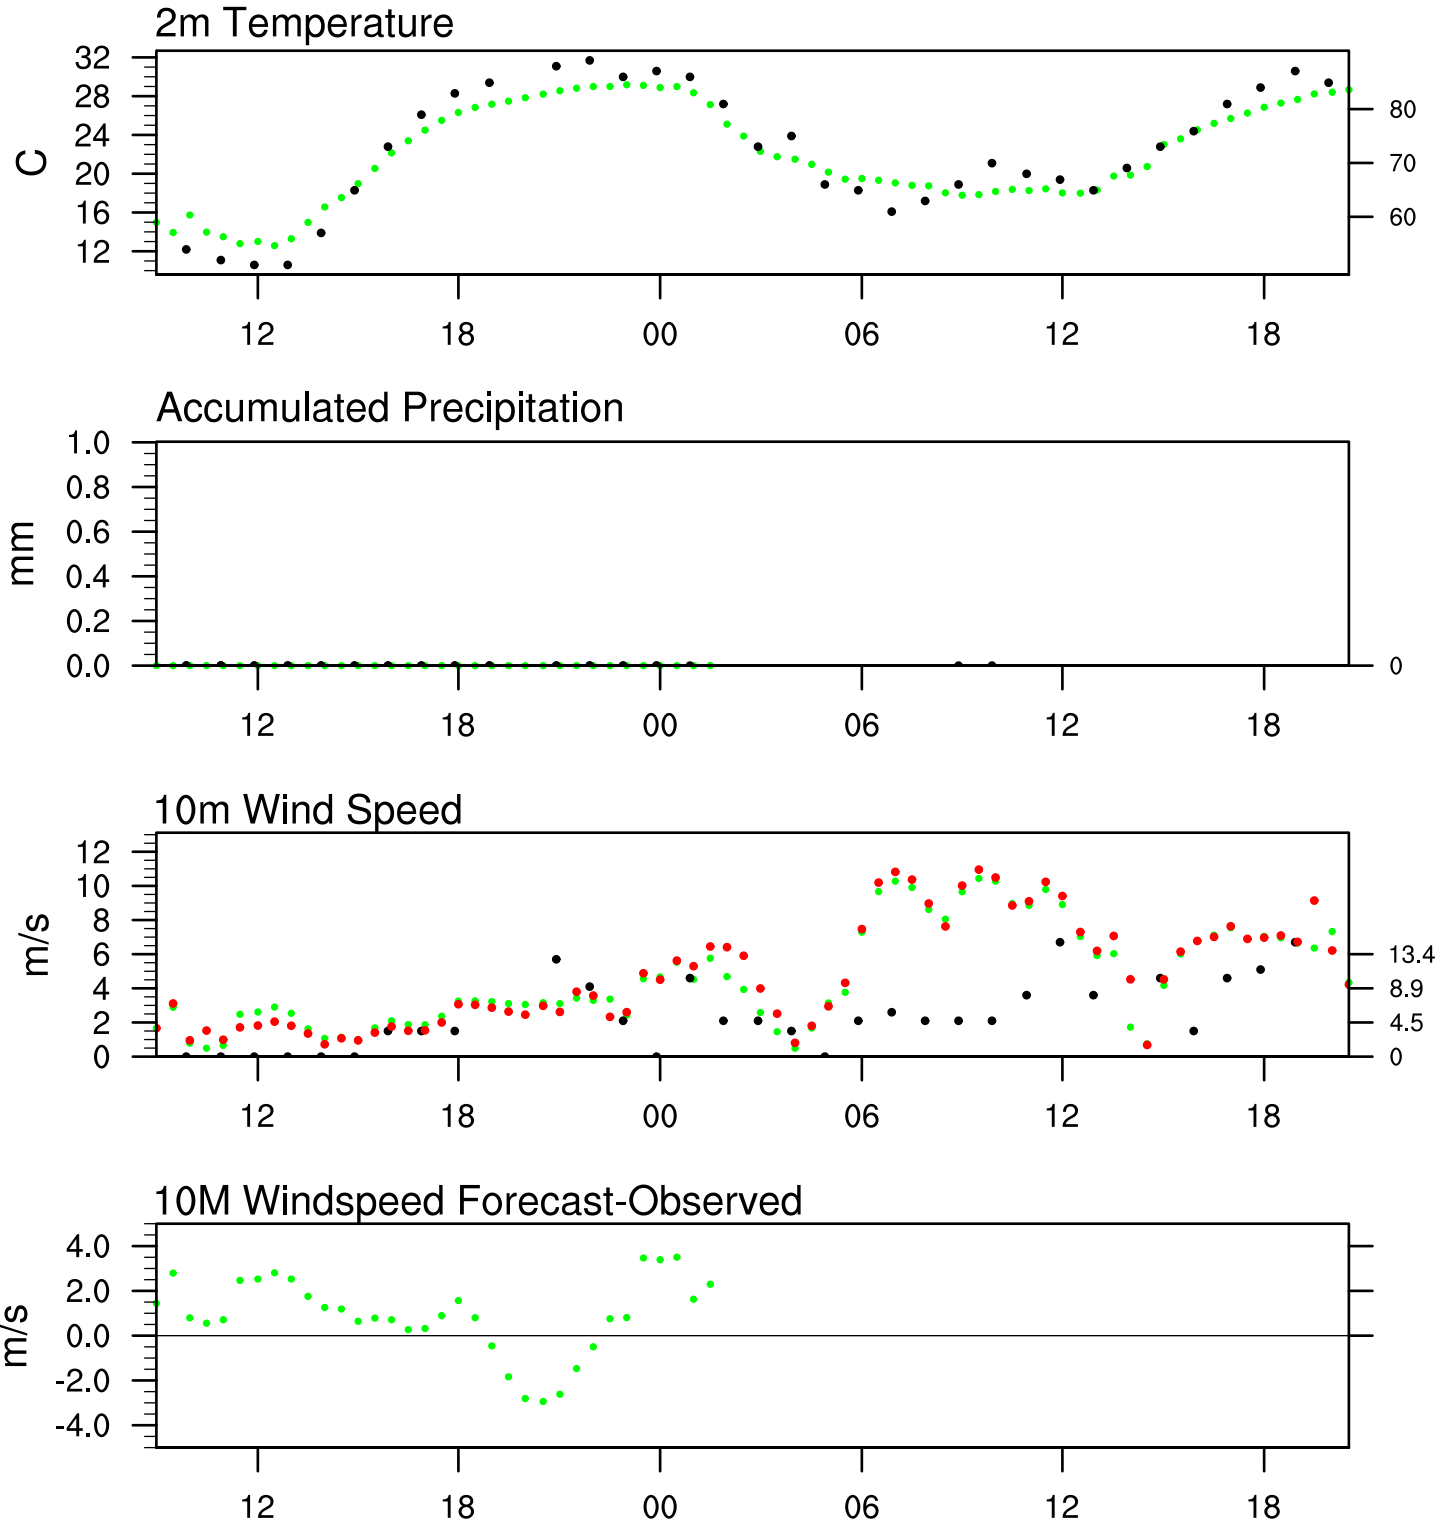 2m Temperature
32
28
24
20
16
12
C
80
70
60
12 18 00 06 12 18
Accumulated Precipitation
1.0
0.8
0.6
0.4
0.2
0.0
mm
0
12 18 00 06 12 18
10m Wind Speed
12
10
8
6
4
2
0
m/s
13.4
8.9
4.5
0
12 18 00 06 12 18
10M Windspeed Forecast-Observed
4.0
2.0
0.0
-2.0
-4.0
m/s
12 18 00 06 12 18